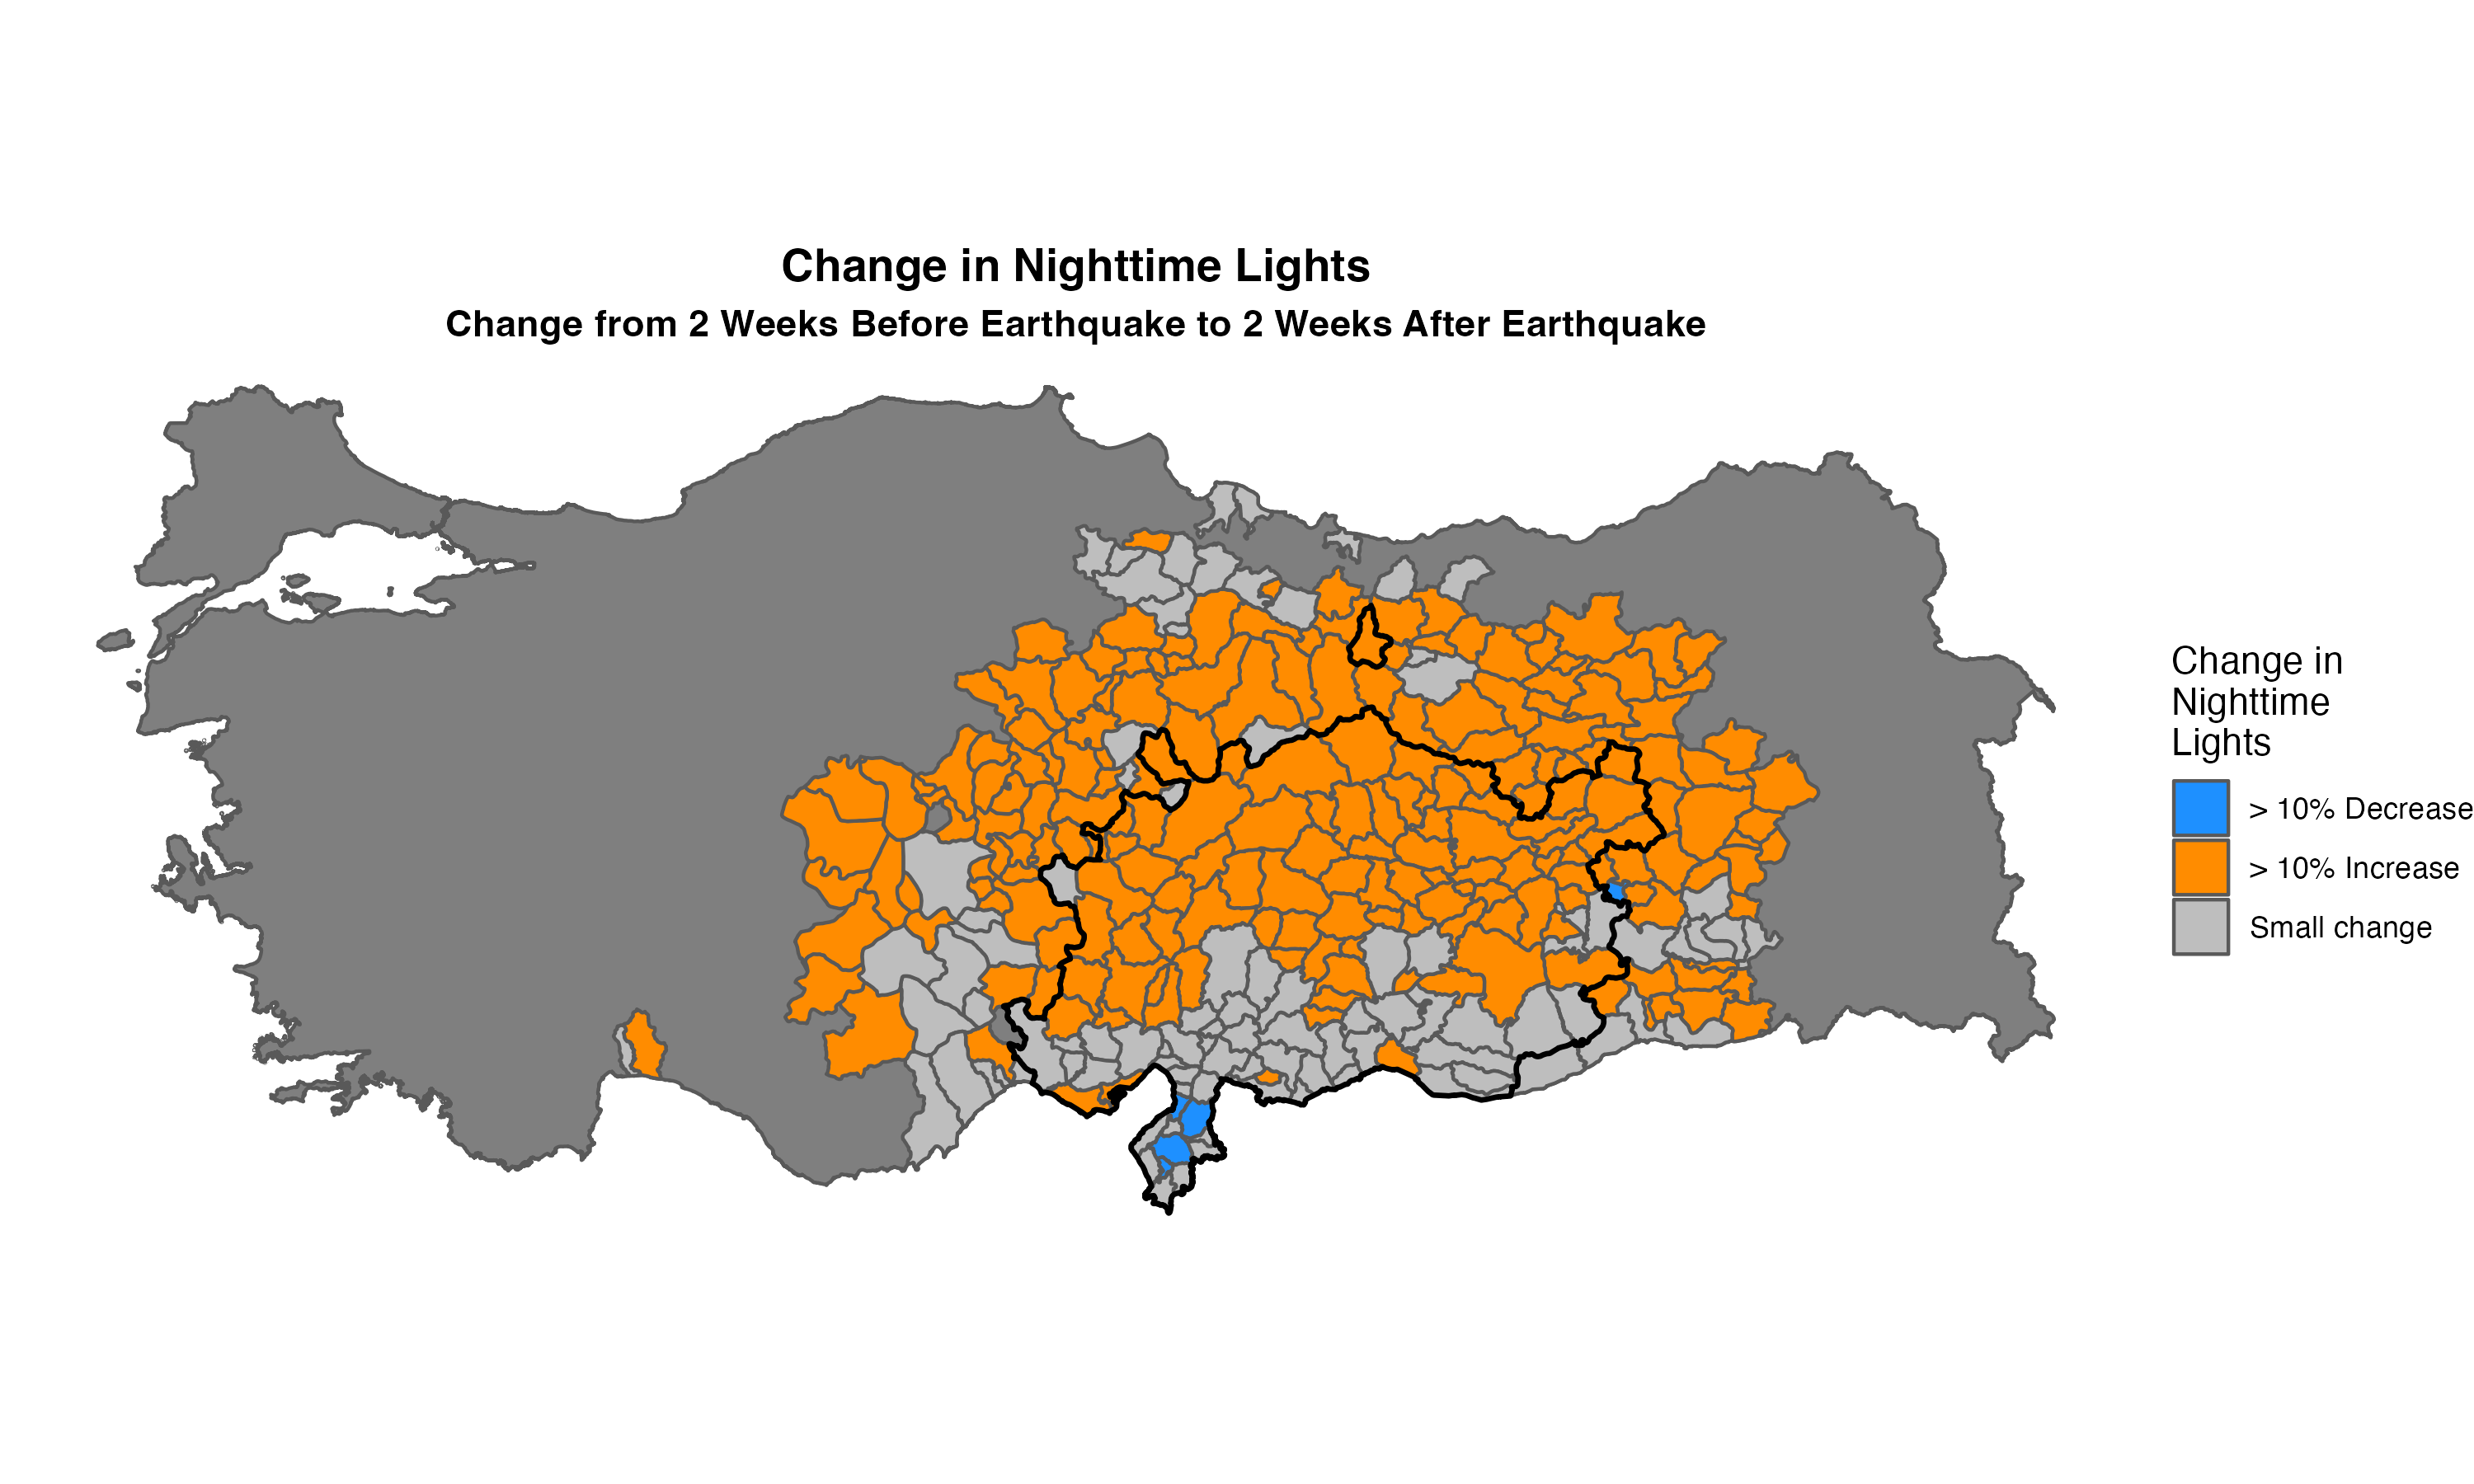 Change in Nighttime Lights
Change from 2 Weeks Before Earthquake to 2 Weeks After Earthquake
Change in
Nighttime
Lights
> 10% Decrease
> 10% Increase
Small change